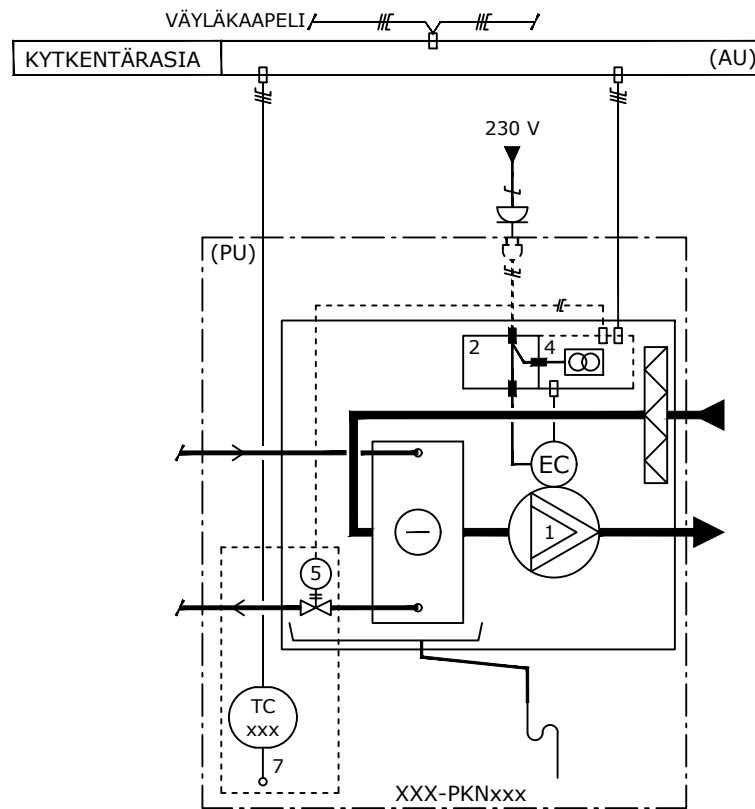 VÄYLÄKAAPELI
KYTKENTÄRASIA
(AU)
230 V
(PU)
2
4
EC
1
5
TC
xxx
7
XXX-PKNxxx